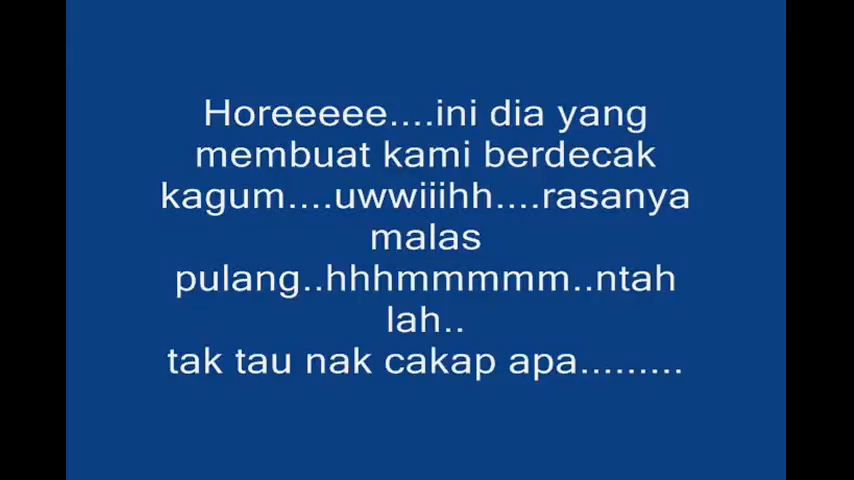 Horeeeee....ini dia yang
membuat kami berdecak
kagum....uwwiiihh....rasanya
malas
pulang..hhhmmmmm..ntah
lah..
tak tau nak cakap apa.........